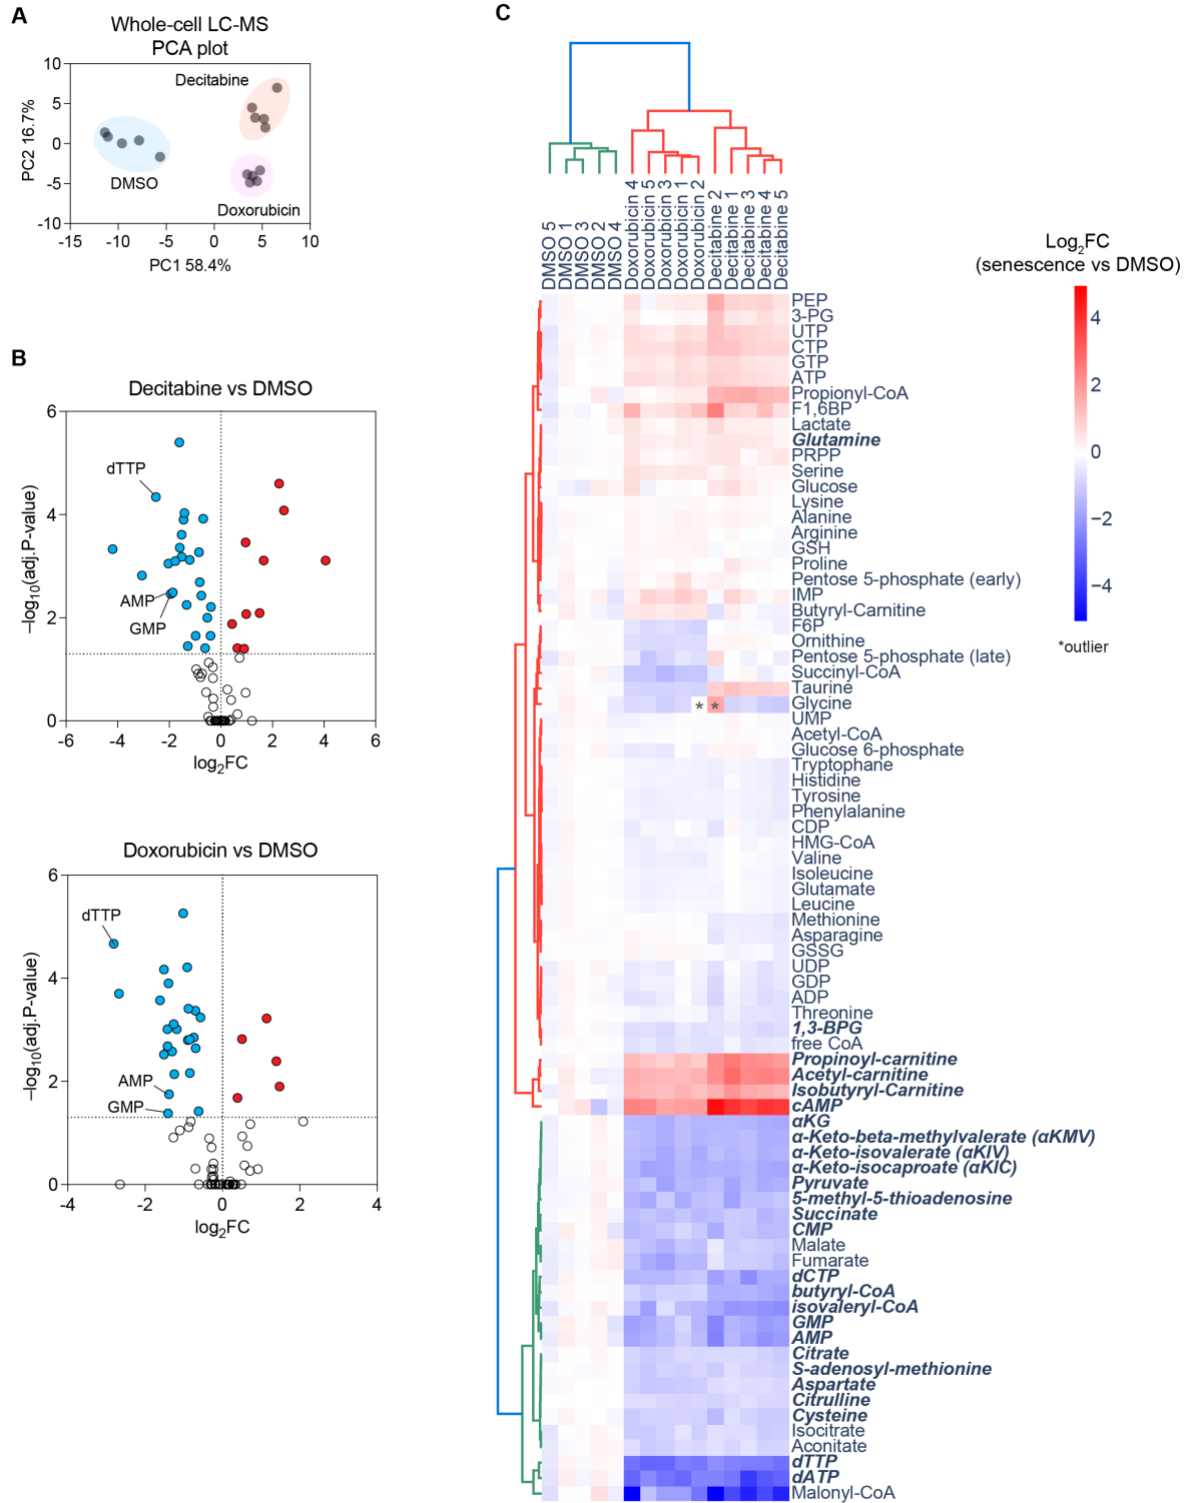 A
Whole-cell LC-MS
PCA plot
10
5
0
-5
-10
PC2 16.7%
Decitabine
DMSO
Doxorubicin
-15
-10
-5
0
5
10
PC1 58.4%
B
Decitabine vs DMSO
6
4
2
0
–log10(adj.P-value)
dTTP
AMP
GMP
-6
-4
-2
0
2
4
6
log2FC
Doxorubicin vs DMSO
6
4
2
0
–log10(adj.P-value)
dTTP
AMP
GMP
-4
-2
0
2
4
log2FC
C
DMSO 5
DMSO 1
DMSO 3
DMSO 2
DMSO 4
Doxorubicin 4
Doxorubicin 5
Doxorubicin 3
Doxorubicin 1
Doxorubicin 2
Decitabine 2
Decitabine 1
Decitabine 3
Decitabine 4
Decitabine 5
PEP
3-PG
UTP
CTP
GTP
ATP
Propionyl-CoA
F1,6BP
Lactate
Glutamine
PRPP
Serine
Glucose
Lysine
Alanine
Arginine
GSH
Proline
Pentose 5-phosphate (early)
IMP
Butyryl-Carnitine
F6P
Ornithine
Pentose 5-phosphate (late)
Succinyl-CoA
Taurine
Glycine
* *
UMP
Acetyl-CoA
Glucose 6-phosphate
Tryptophane
Histidine
Tyrosine
Phenylalanine
CDP
HMG-CoA
Valine
Isoleucine
Glutamate
Leucine
Methionine
Asparagine
GSSG
UDP
GDP
ADP
Threonine
1,3-BPG
free CoA
Propinoyl-carnitine
Acetyl-carnitine
Isobutyryl-Carnitine
cAMP
αKG
α-Keto-beta-methylvalerate (αKMV)
α-Keto-isovalerate (αKIV)
α-Keto-isocaproate (αKIC)
Pyruvate
5-methyl-5-thioadenosine
Succinate
CMP
Malate
Fumarate
dCTP
butyryl-CoA
isovaleryl-CoA
GMP
AMP
Citrate
S-adenosyl-methionine
Aspartate
Citrulline
Cysteine
Isocitrate
Aconitate
dTTP
dATP
Malonyl-CoA
Log2FC
(senescence vs DMSO)
4
2
0
−2
−4
*outlier